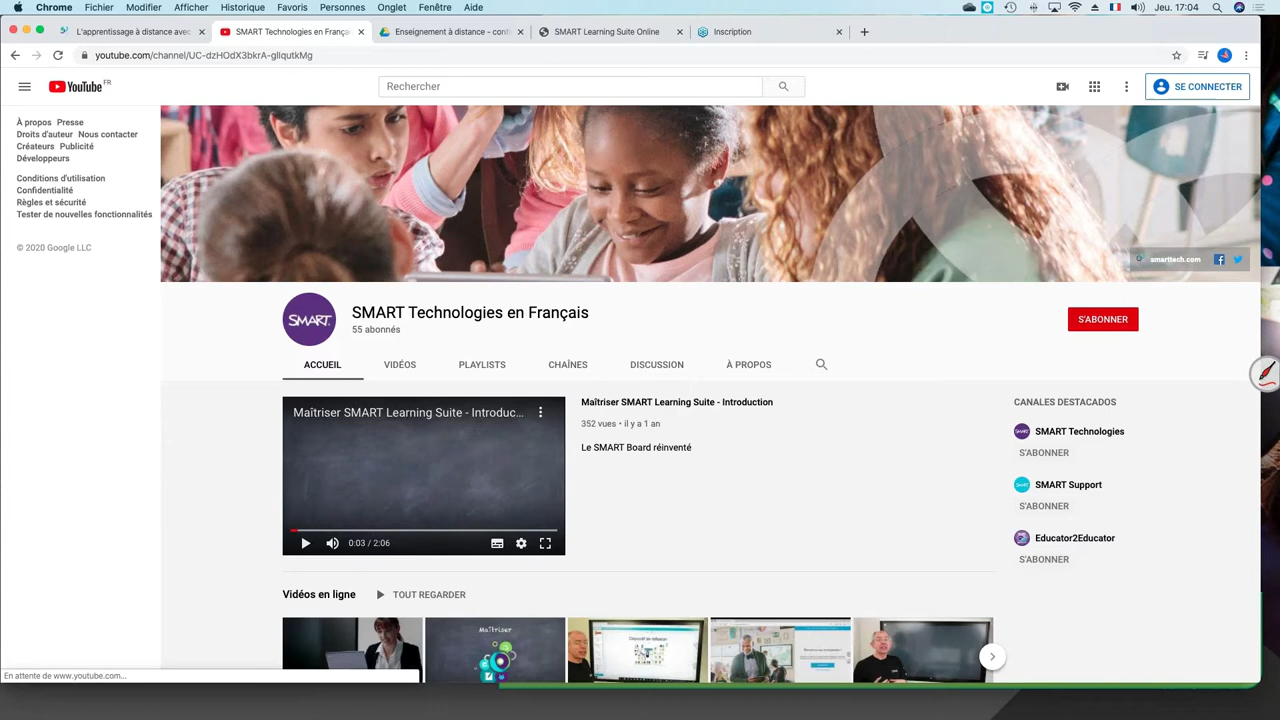 Chrome Fichier Modifier Afficher Historique Favoris Personnes Onglet Fenêtre Aide Jeu. 17:04
L'apprentissage à distance avec SMART Technologies en Françai Enseignement à distance - conf SMART Learning Suite Online Inscription
youtube.com/channel/UC-dzHOdX3bkrA-gllqutkMg
YouTube FR Rechercher SE CONNECTER
À propos Presse
Droits d'auteur Nous contacter
Créateurs Publicité
Développeurs
Conditions d'utilisation
Confidentialité
Règles et sécurité
Tester de nouvelles fonctionnalités
© 2020 Google LLC
smarttech.com
SMART
SMART Technologies en Français
55 abonnés
S'ABONNER
ACCUEIL VIDÉOS PLAYLISTS CHAÎNES DISCUSSION À PROPOS
Maîtriser SMART Learning Suite - Introduc...
0:03 / 2:06
Maîtriser SMART Learning Suite - Introduction
352 vues • il y a 1 an
Le SMART Board réinventé
CANALES DESTACADOS
SMART Technologies
S'ABONNER
SMART Support
S'ABONNER
Educator2Educator
S'ABONNER
Vidéos en ligne TOUT REGARDER
Maîtriser
Dispositif de réflexion
En attente de www.youtube.com...